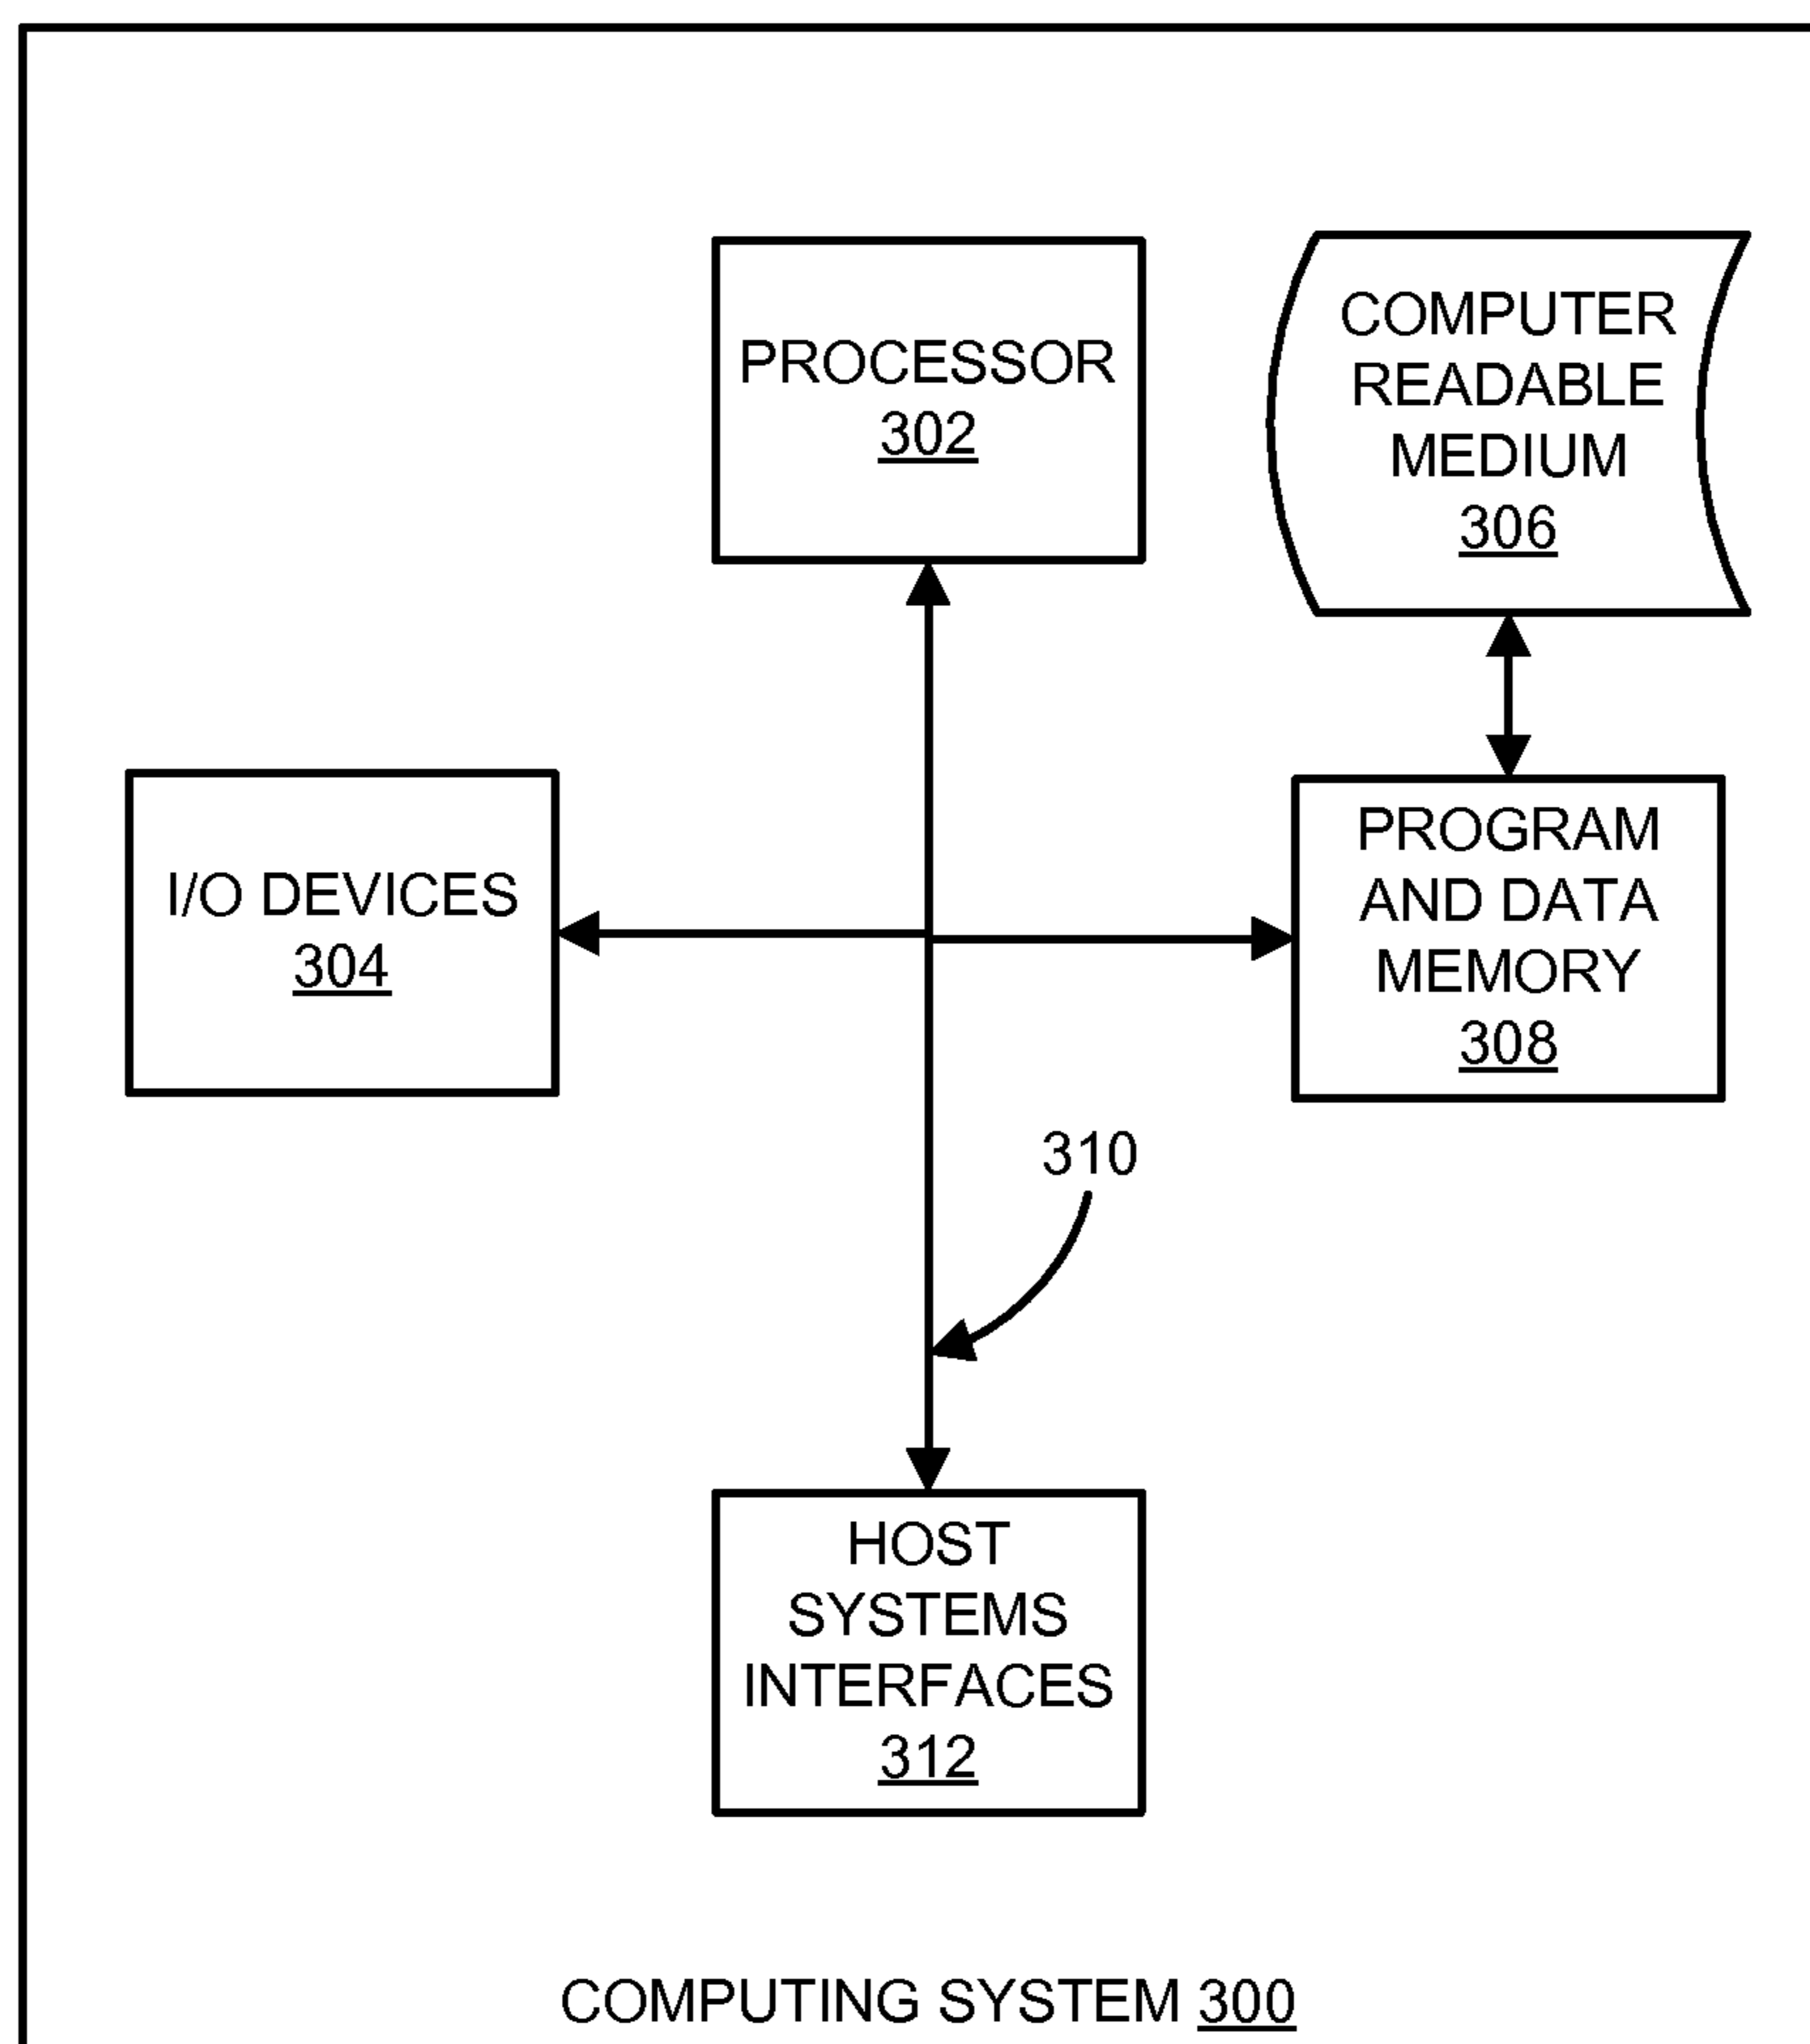 PROCESSOR
302
COMPUTER
READABLE
MEDIUM
306
I/O DEVICES
304
PROGRAM
AND DATA
MEMORY
308
310
HOST
SYSTEMS
INTERFACES
312
COMPUTING SYSTEM 300